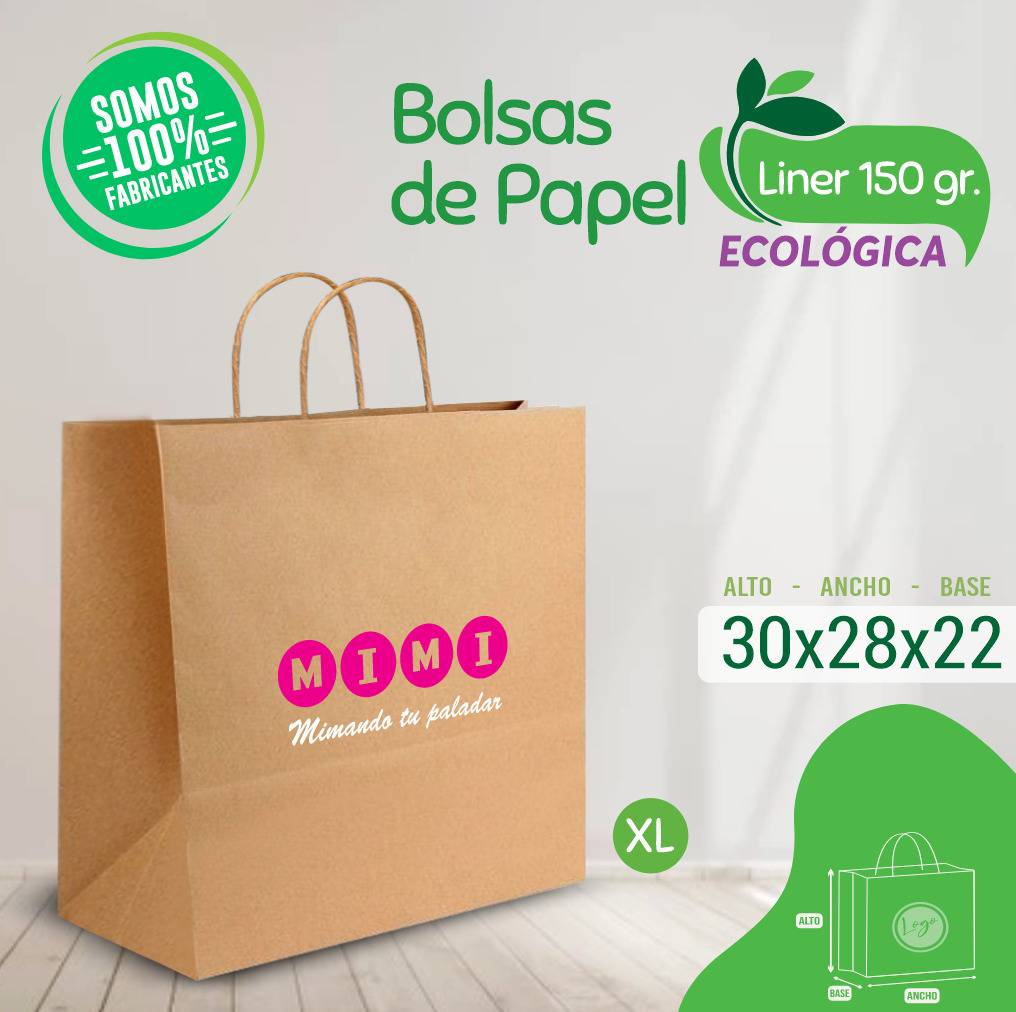 SOMOS
100%
FABRICANTES
Bolsas
de Papel
Liner 150 gr.
ECOLÓGICA
MIMI
Mimando tu paladar
ALTO - ANCHO - BASE
30x28x22
XL
Logo
ALTO
BASE
ANCHO